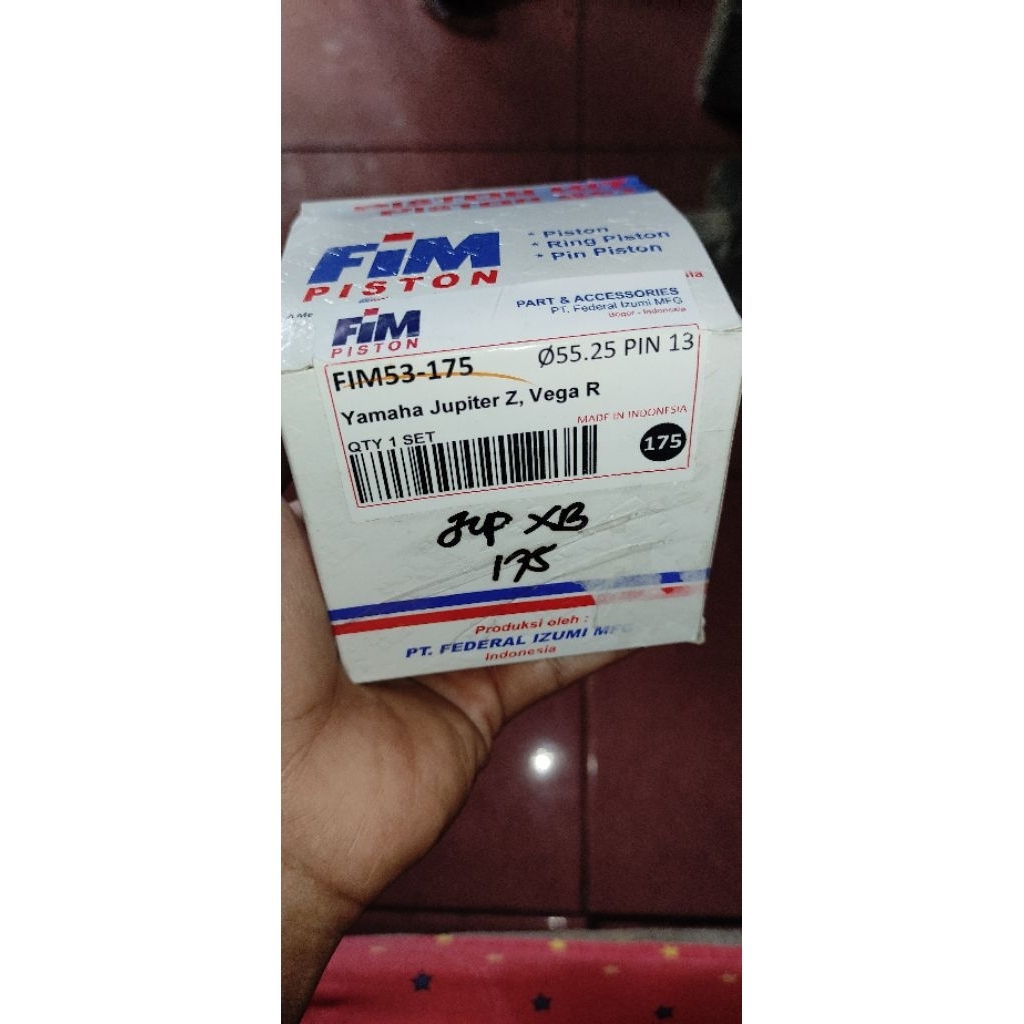 PISTON KIT
FiM
PISTON
* Piston
* Ring Piston
* Pin Piston
FiM
PISTON
PART & ACCESSORIES
PT. Federal Izumi MFG
Bogor - Indonesia
FIM53-175
Ø55.25 PIN 13
Yamaha Jupiter Z, Vega R
MADE IN INDONESIA
QTY 1 SET
175
Jup XB
175
Produksi oleh :
PT. FEDERAL IZUMI MFG
Indonesia